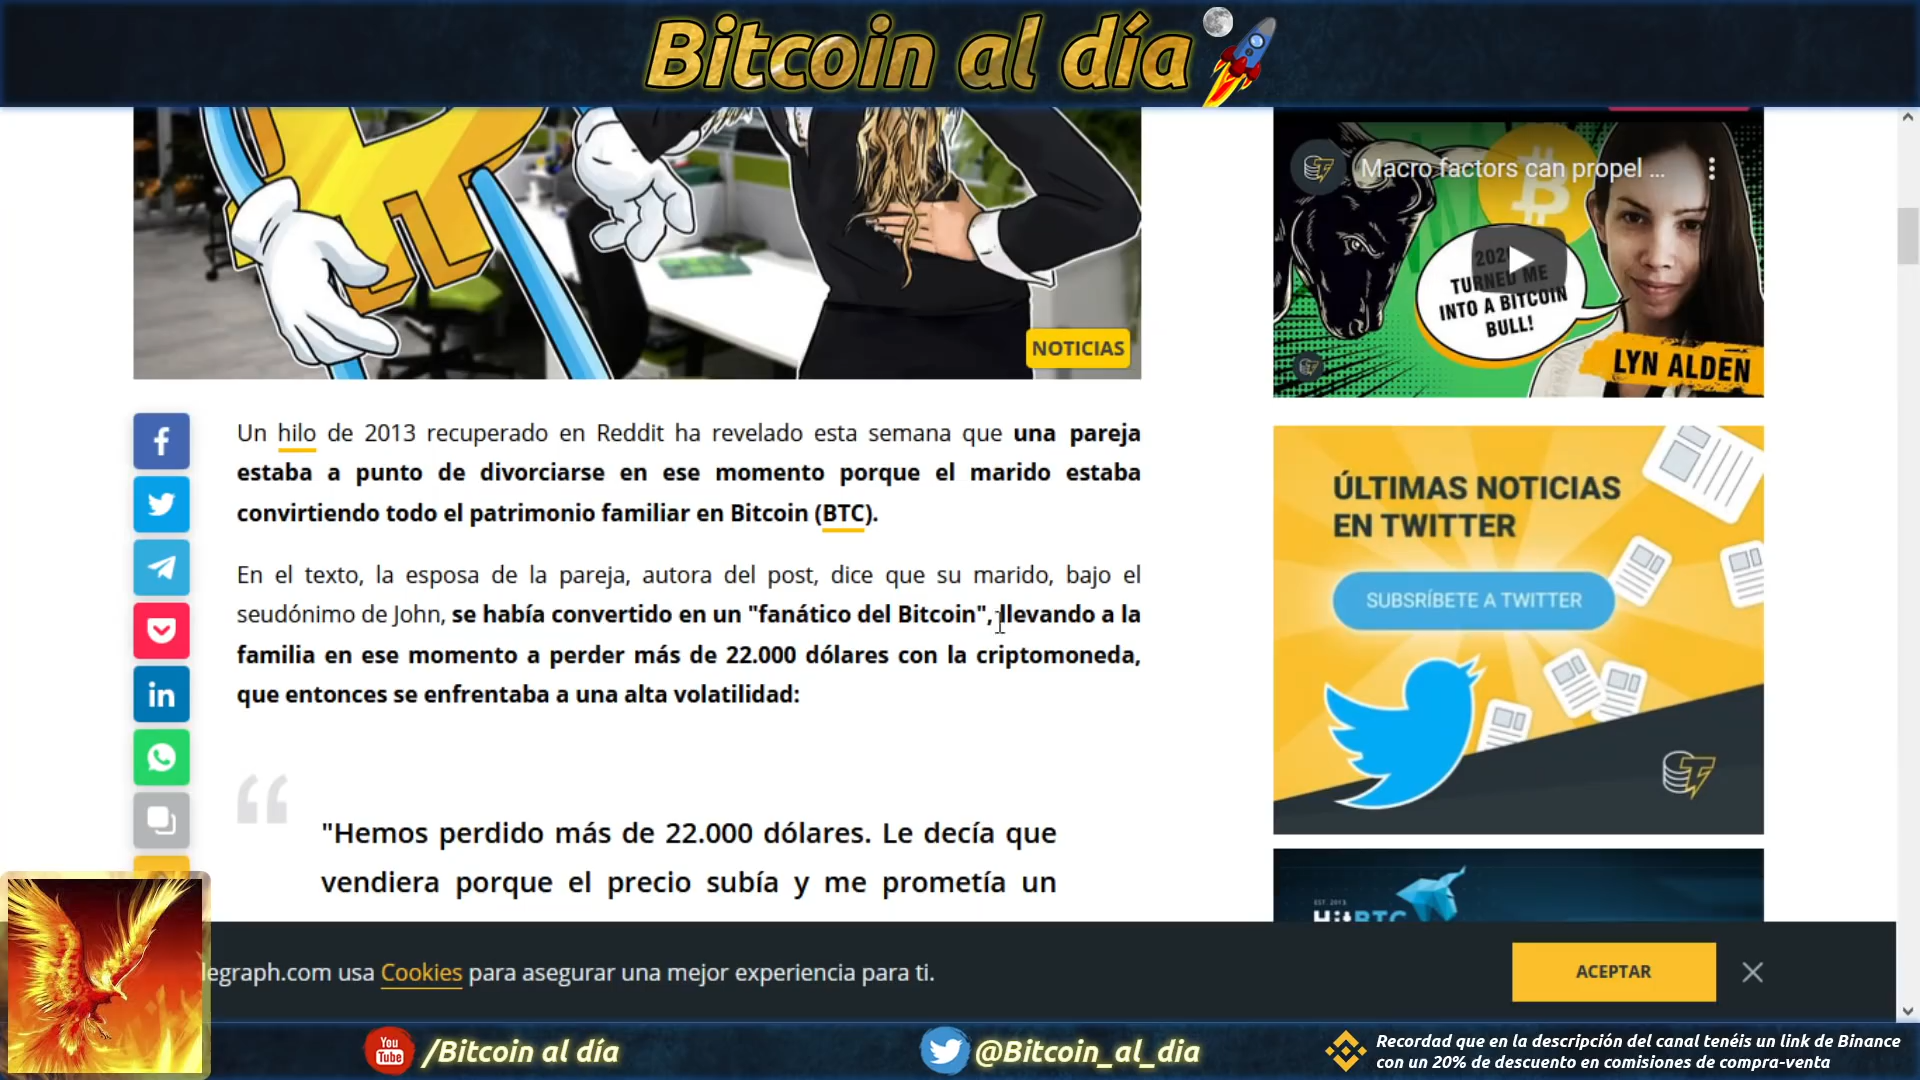 Bitcoin al día
Macro factors can propel ...
202
TURNED ME
INTO A BITCOIN
BULL!
LYN ALDEN
NOTICIAS
Un hilo de 2013 recuperado en Reddit ha revelado esta semana que una pareja
estaba a punto de divorciarse en ese momento porque el marido estaba
convirtiendo todo el patrimonio familiar en Bitcoin (BTC).
En el texto, la esposa de la pareja, autora del post, dice que su marido, bajo el
seudónimo de John, se había convertido en un "fanático del Bitcoin", llevando a la
familia en ese momento a perder más de 22.000 dólares con la criptomoneda,
que entonces se enfrentaba a una alta volatilidad:
"Hemos perdido más de 22.000 dólares. Le decía que
vendiera porque el precio subía y me prometía un
ÚLTIMAS NOTICIAS
EN TWITTER
SUBSRÍBETE A TWITTER
EST. 2013
HitBTC
legraph.com usa Cookies para asegurar una mejor experiencia para ti.
ACEPTAR
You
Tube
/Bitcoin al día
@Bitcoin_al_dia
Recordad que en la descripción del canal tenéis un link de Binance
con un 20% de descuento en comisiones de compra-venta